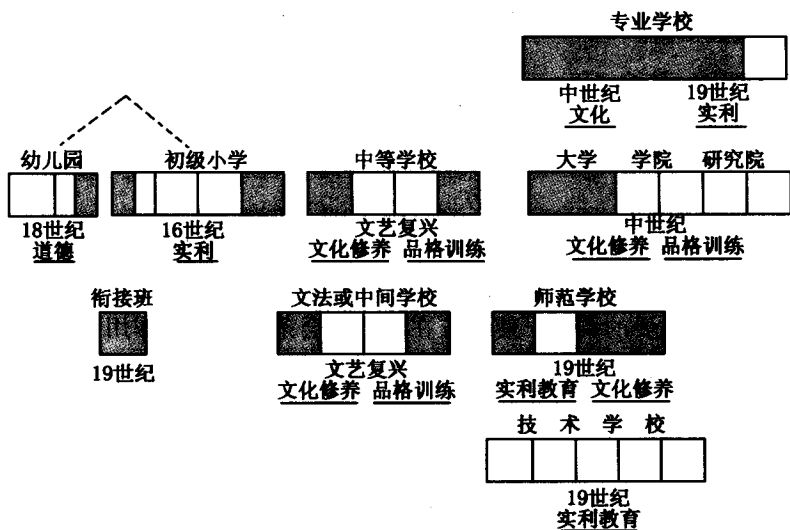 专业学校
中世纪 19世纪
文化 实利
幼儿园 初级小学 中等学校 大学 学院 研究院
18世纪 16世纪 文艺复兴 中世纪
道德 实利 文化修养 品格训练 文化修养 品格训练
衔接班 文法或中间学校 师范学校
19世纪 文艺复兴 19世纪
文化修养 品格训练 实利教育 文化修养
技术学校
19世纪
实利教育